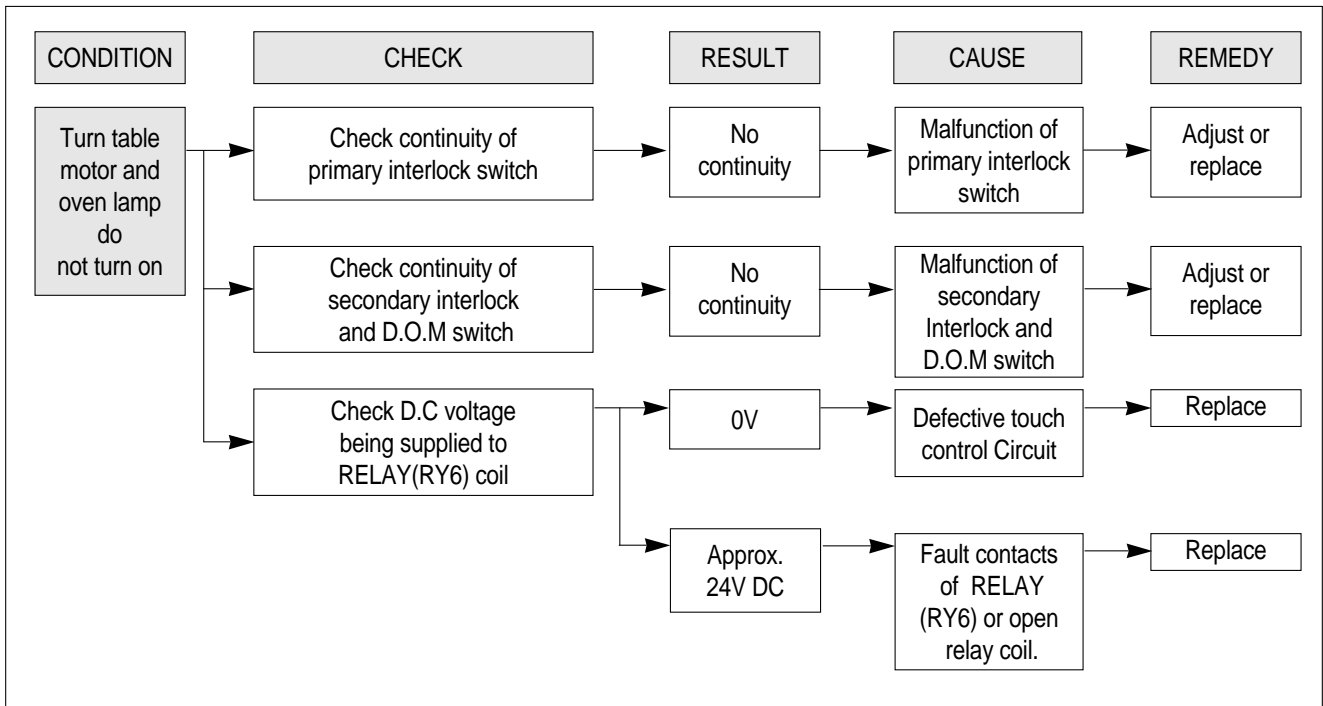 CONDITION
CHECK
RESULT
CAUSE
REMEDY
Turn table
motor and
oven lamp
do
not turn on
Check continuity of
primary interlock switch
No
continuity
Malfunction of
primary interlock
switch
Adjust or
replace
Check continuity of
secondary interlock
and D.O.M switch
No
continuity
Malfunction of
secondary
Interlock and
D.O.M switch
Adjust or
replace
Check D.C voltage
being supplied to
RELAY(RY6) coil
0V
Defective touch
control Circuit
Replace
Approx.
24V DC
Fault contacts
of RELAY
(RY6) or open
relay coil.
Replace